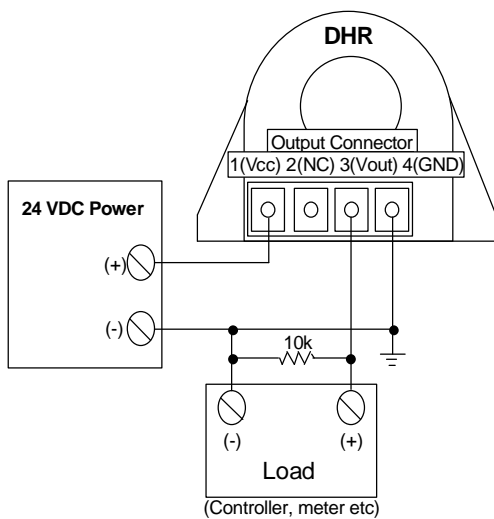 DHR
Output Connector
1(Vcc) 2(NC) 3(Vout) 4(GND)
24 VDC Power
(+)
(-)
10k
(-) (+)
Load
(Controller, meter etc)